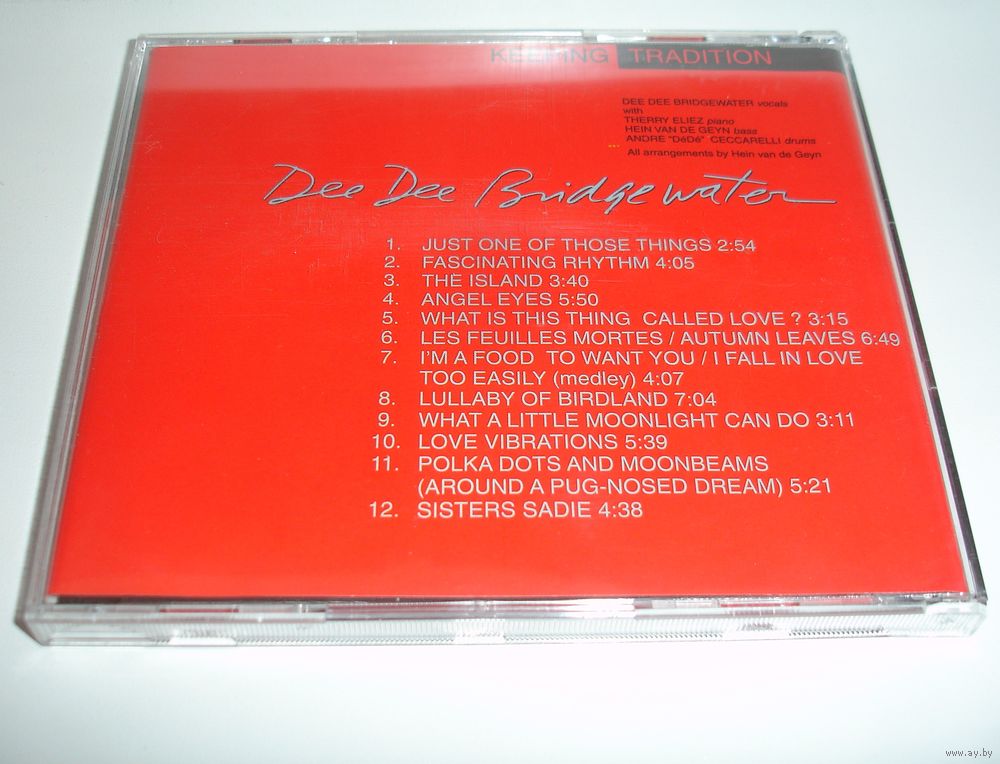 KEEPING TRADITION
DEE DEE BRIDGEWATER vocals
with
THERRY ELIEZ piano
HEIN VAN DE GEYN bass
ANDRE "DéDé" CECCARELLI drums
All arrangements by Hein van de Geyn
Dee Dee Bridgewater
1. JUST ONE OF THOSE THINGS 2:54
2. FASCINATING RHYTHM 4:05
3. THE ISLAND 3:40
4. ANGEL EYES 5:50
5. WHAT IS THIS THING CALLED LOVE ? 3:15
6. LES FEUILLES MORTES / AUTUMN LEAVES 6:49
7. I'M A FOOD TO WANT YOU / I FALL IN LOVE
TOO EASILY (medley) 4:07
8. LULLABY OF BIRDLAND 7:04
9. WHAT A LITTLE MOONLIGHT CAN DO 3:11
10. LOVE VIBRATIONS 5:39
11. POLKA DOTS AND MOONBEAMS
(AROUND A PUG-NOSED DREAM) 5:21
12. SISTERS SADIE 4:38
www.ay.by